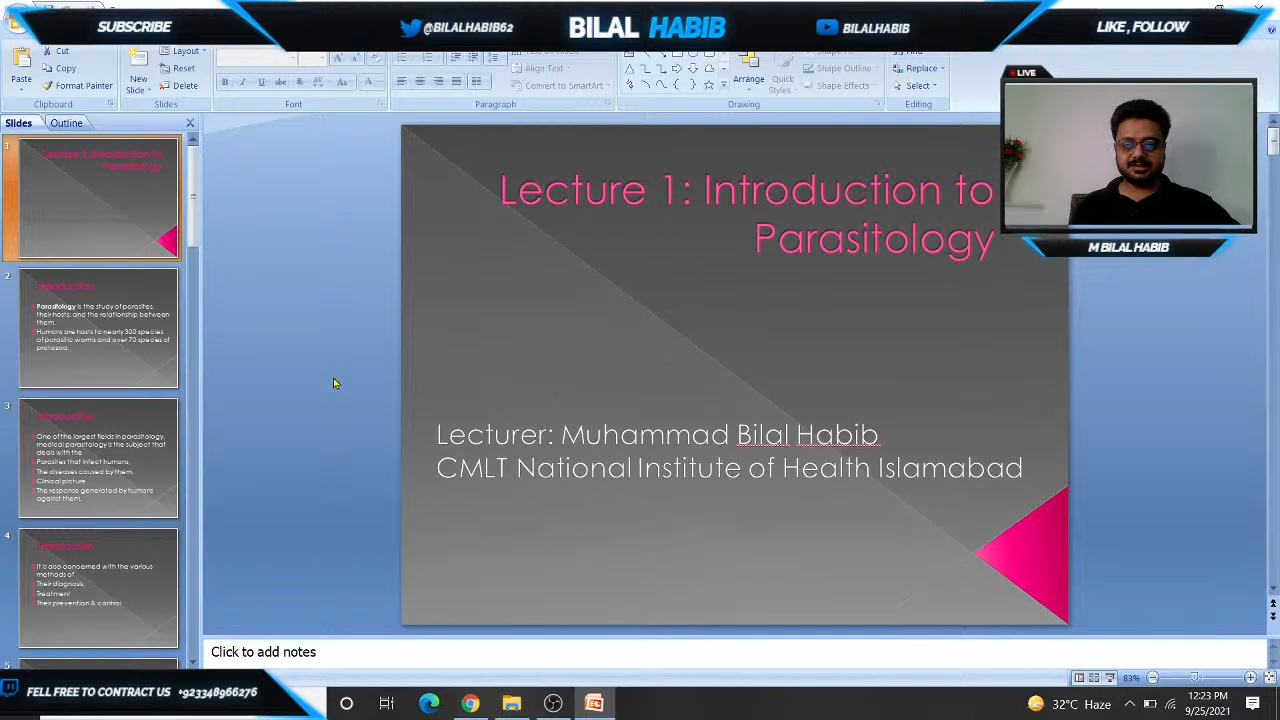 SUBSCRIBE
@BILALHABIB62
BILAL HABIB
BILALHABIB
LIKE , FOLLOW
Paste
Cut
Copy
Format Painter
Clipboard
New
Slide
Layout
Reset
Delete
Slides
Font
Paragraph
Text Direction
Align Text
Convert to SmartArt
Arrange
Quick
Styles
Shape Outline
Shape Effects
Drawing
Replace
Select
Editing
LIVE
M BILAL HABIB
Slides
Outline
1
Lecture 1: Introduction to
Parasitology
2
Introduction
Parasitology is the study of parasites,
their hosts, and the relationship between
them.
Humans are hosts to nearly 300 species
of parasitic worms and over 70 species of
protozoa.
3
Introduction
One of the largest fields in parasitology,
medical parasitology is the subject that
deals with the
Parasites that infect humans,
The diseases caused by them,
Clinical picture
The response generated by humans
against them.
4
Introduction
It is also concerned with the various
methods of
Their diagnosis,
Treatment
Their prevention & control
5
Lecture 1: Introduction to
Parasitology
Lecturer: Muhammad Bilal Habib
CMLT National Institute of Health Islamabad
Click to add notes
83%
FELL FREE TO CONTRACT US +923348966276
32°C Haze
12:23 PM
9/25/2021